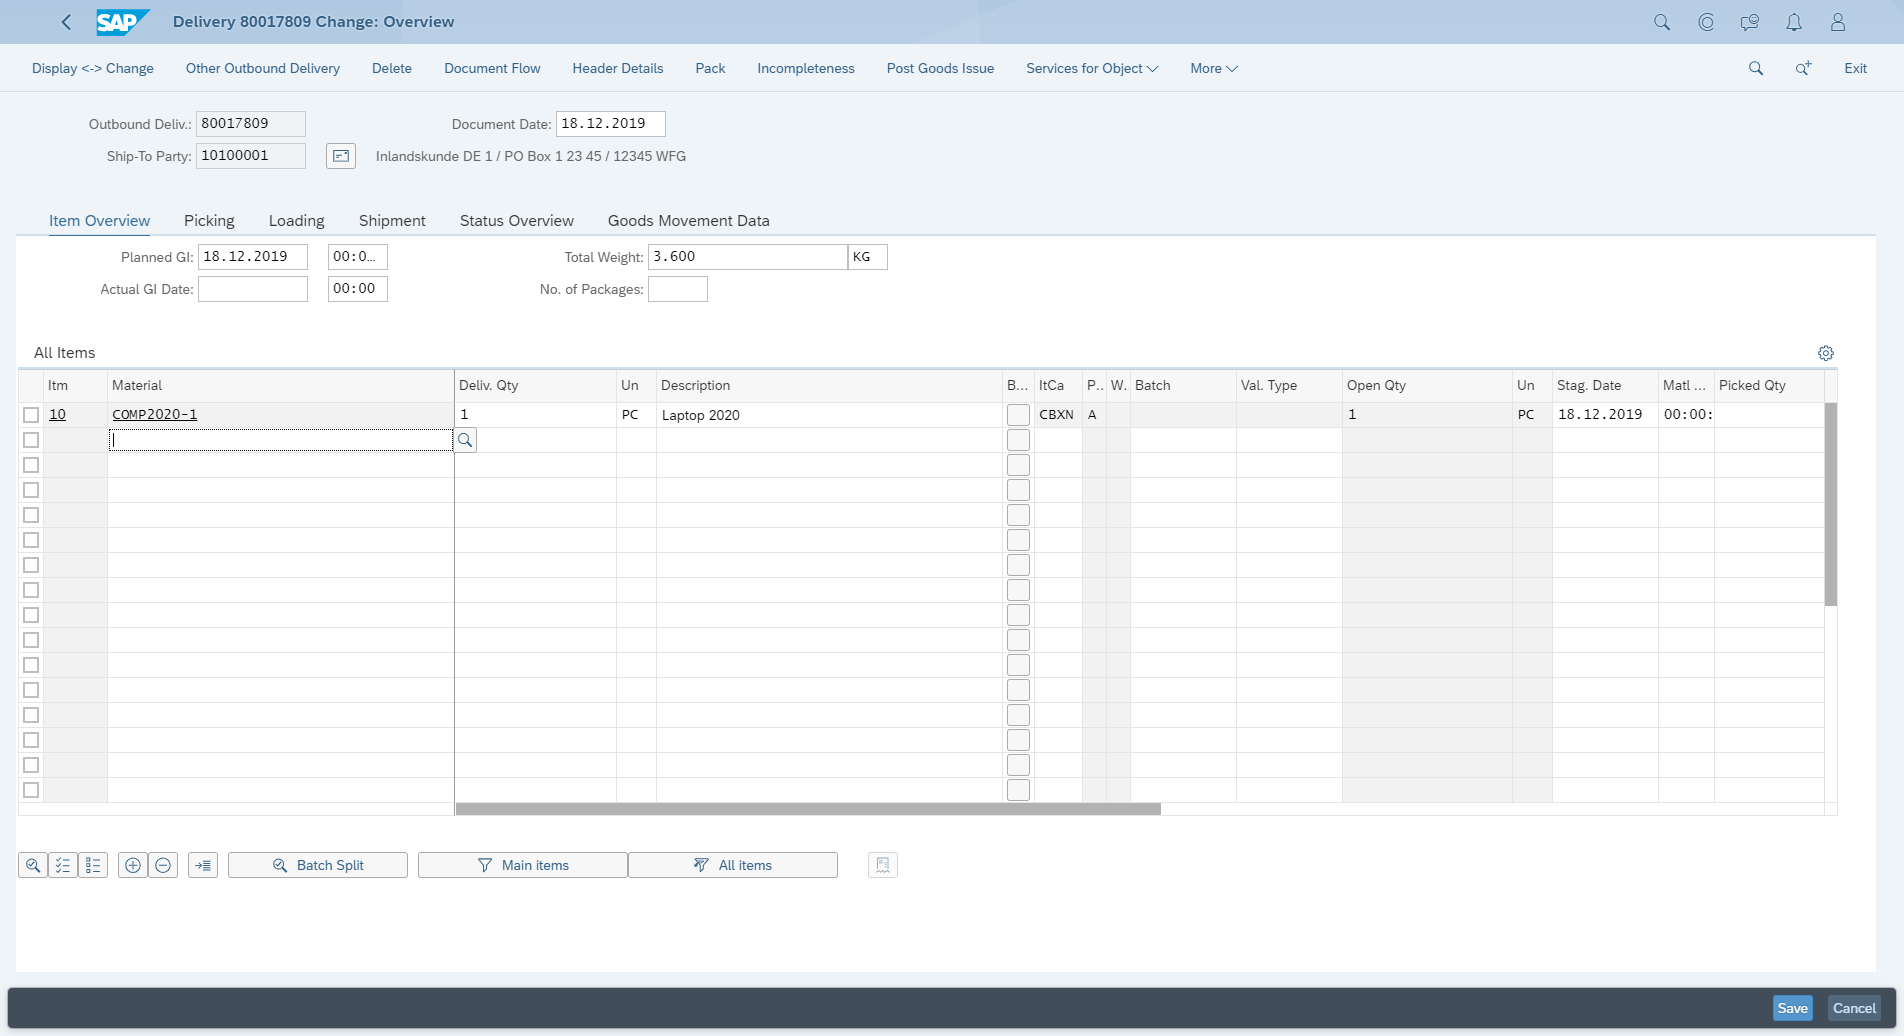 SAP Delivery 80017809 Change: Overview
Display <-> Change Other Outbound Delivery Delete Document Flow Header Details Pack Incompleteness Post Goods Issue Services for Object More Exit
Outbound Deliv.: 80017809 Document Date: 18.12.2019
Ship-To Party: 10100001 Inlandskunde DE 1 / PO Box 1 23 45 / 12345 WFG
Item Overview Picking Loading Shipment Status Overview Goods Movement Data
Planned GI: 18.12.2019 00:0... Total Weight: 3.600 KG
Actual GI Date: 00:00 No. of Packages:
All Items
Itm Material Deliv. Qty Un Description B... ItCa P.. W. Batch Val. Type Open Qty Un Stag. Date Matl ... Picked Qty
10 COMP2020-1 1 PC Laptop 2020 CBXN A 1 PC 18.12.2019 00:00:
Batch Split Main items All items
Save Cancel